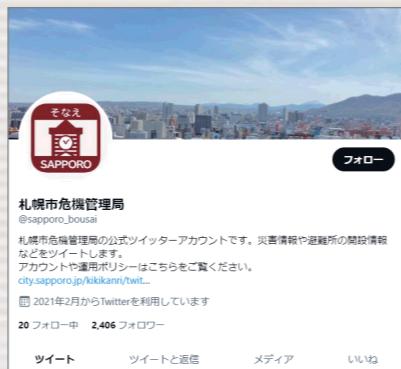 そなえ
SAPPORO
フォロー
札幌市危機管理局
@sapporo_bousai
札幌市危機管理局の公式ツイッターアカウントです。災害情報や避難所の開設情報
などをツイートします。
アカウントや運用ポリシーはこちらをご覧ください。
city.sapporo.jp/kikikanri/twit...
2021年2月からTwitterを利用しています
20 フォロー中 2,406 フォロワー
ツイート ツイートと返信 メディア いいね